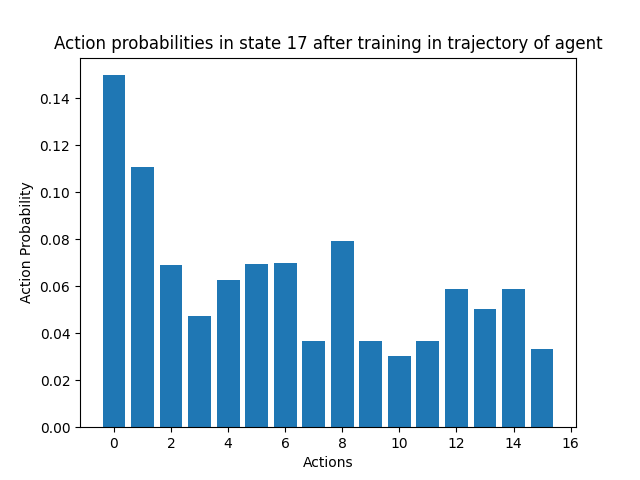 Action probabilities in state 17 after training in trajectory of agent
0.14
0.12
0.10
0.08
0.06
0.04
0.02
0.00
Action Probability
0 2 4 6 8 10 12 14 16
Actions